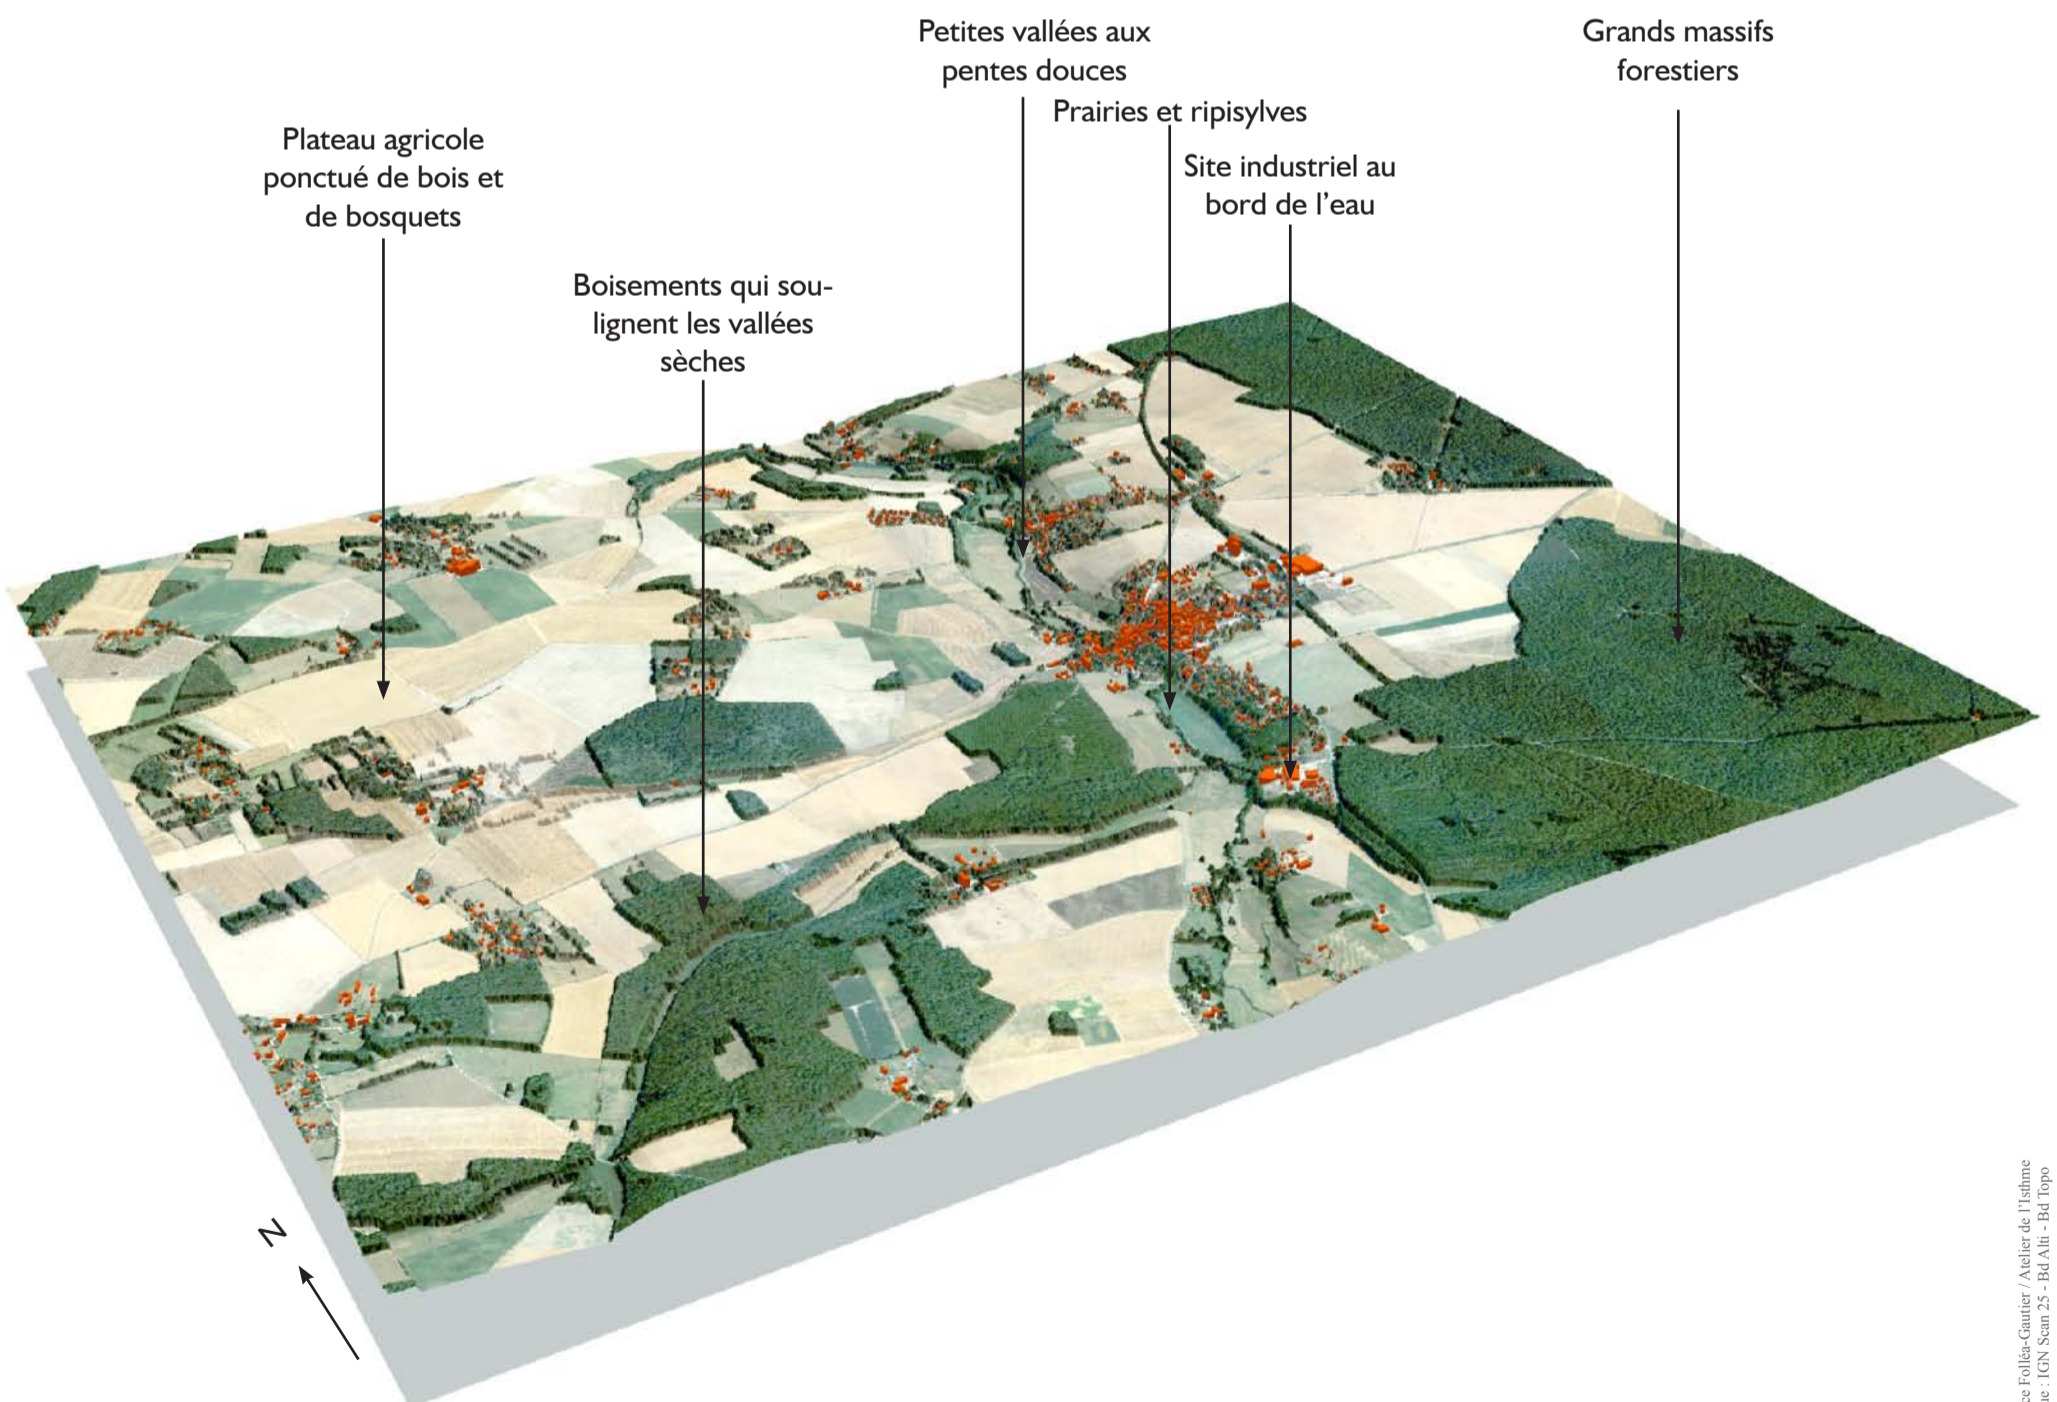 Petites vallées aux
pentes douces
Grands massifs
forestiers
Prairies et ripisylves
Plateau agricole
ponctué de bois et
de bosquets
Site industriel au
bord de l’eau
Boisements qui sou-
lignent les vallées
sèches
N
ce Folléa-Gautier / Atelier de l'Isthme
ue : IGN Scan 25 - Bd Alti - Bd Topo